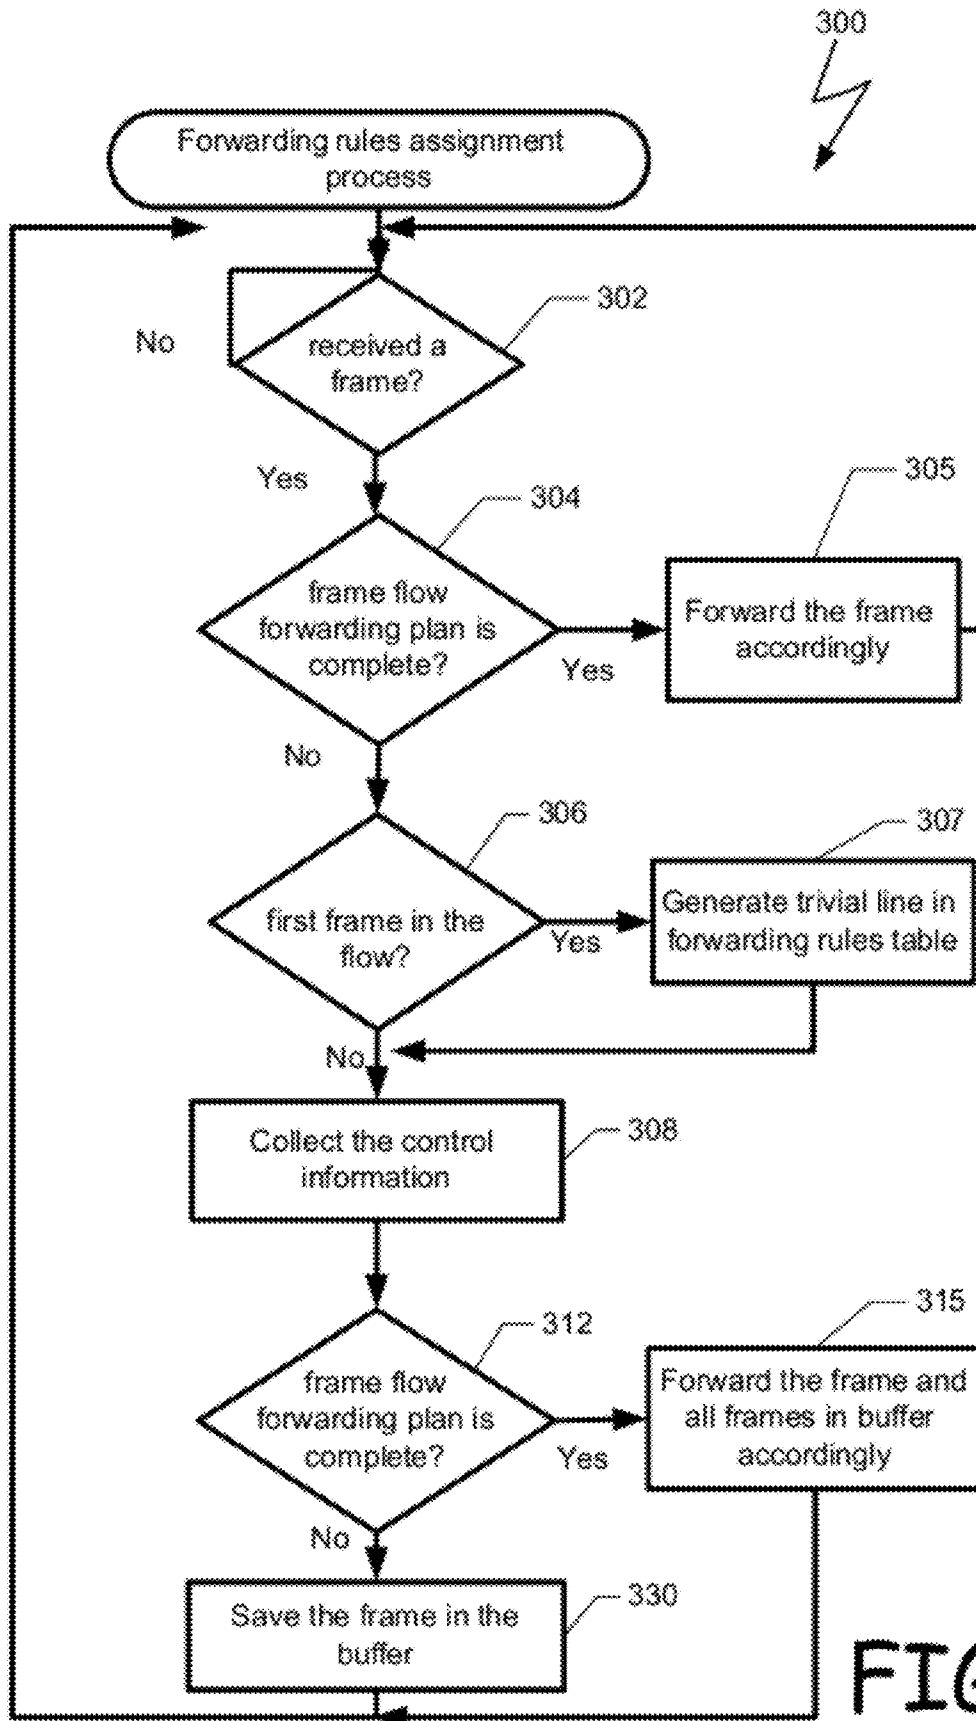 300
Forwarding rules assignment
process
302
No
received a
frame?
Yes
304
305
frame flow
forwarding plan is
complete?
Yes
Forward the frame
accordingly
No
306
307
first frame in the
flow?
Yes
Generate trivial line in
forwarding rules table
No
308
Collect the control
information
312
315
frame flow
forwarding plan is
complete?
Yes
Forward the frame and
all frames in buffer
accordingly
No
330
Save the frame in the
buffer
FIG